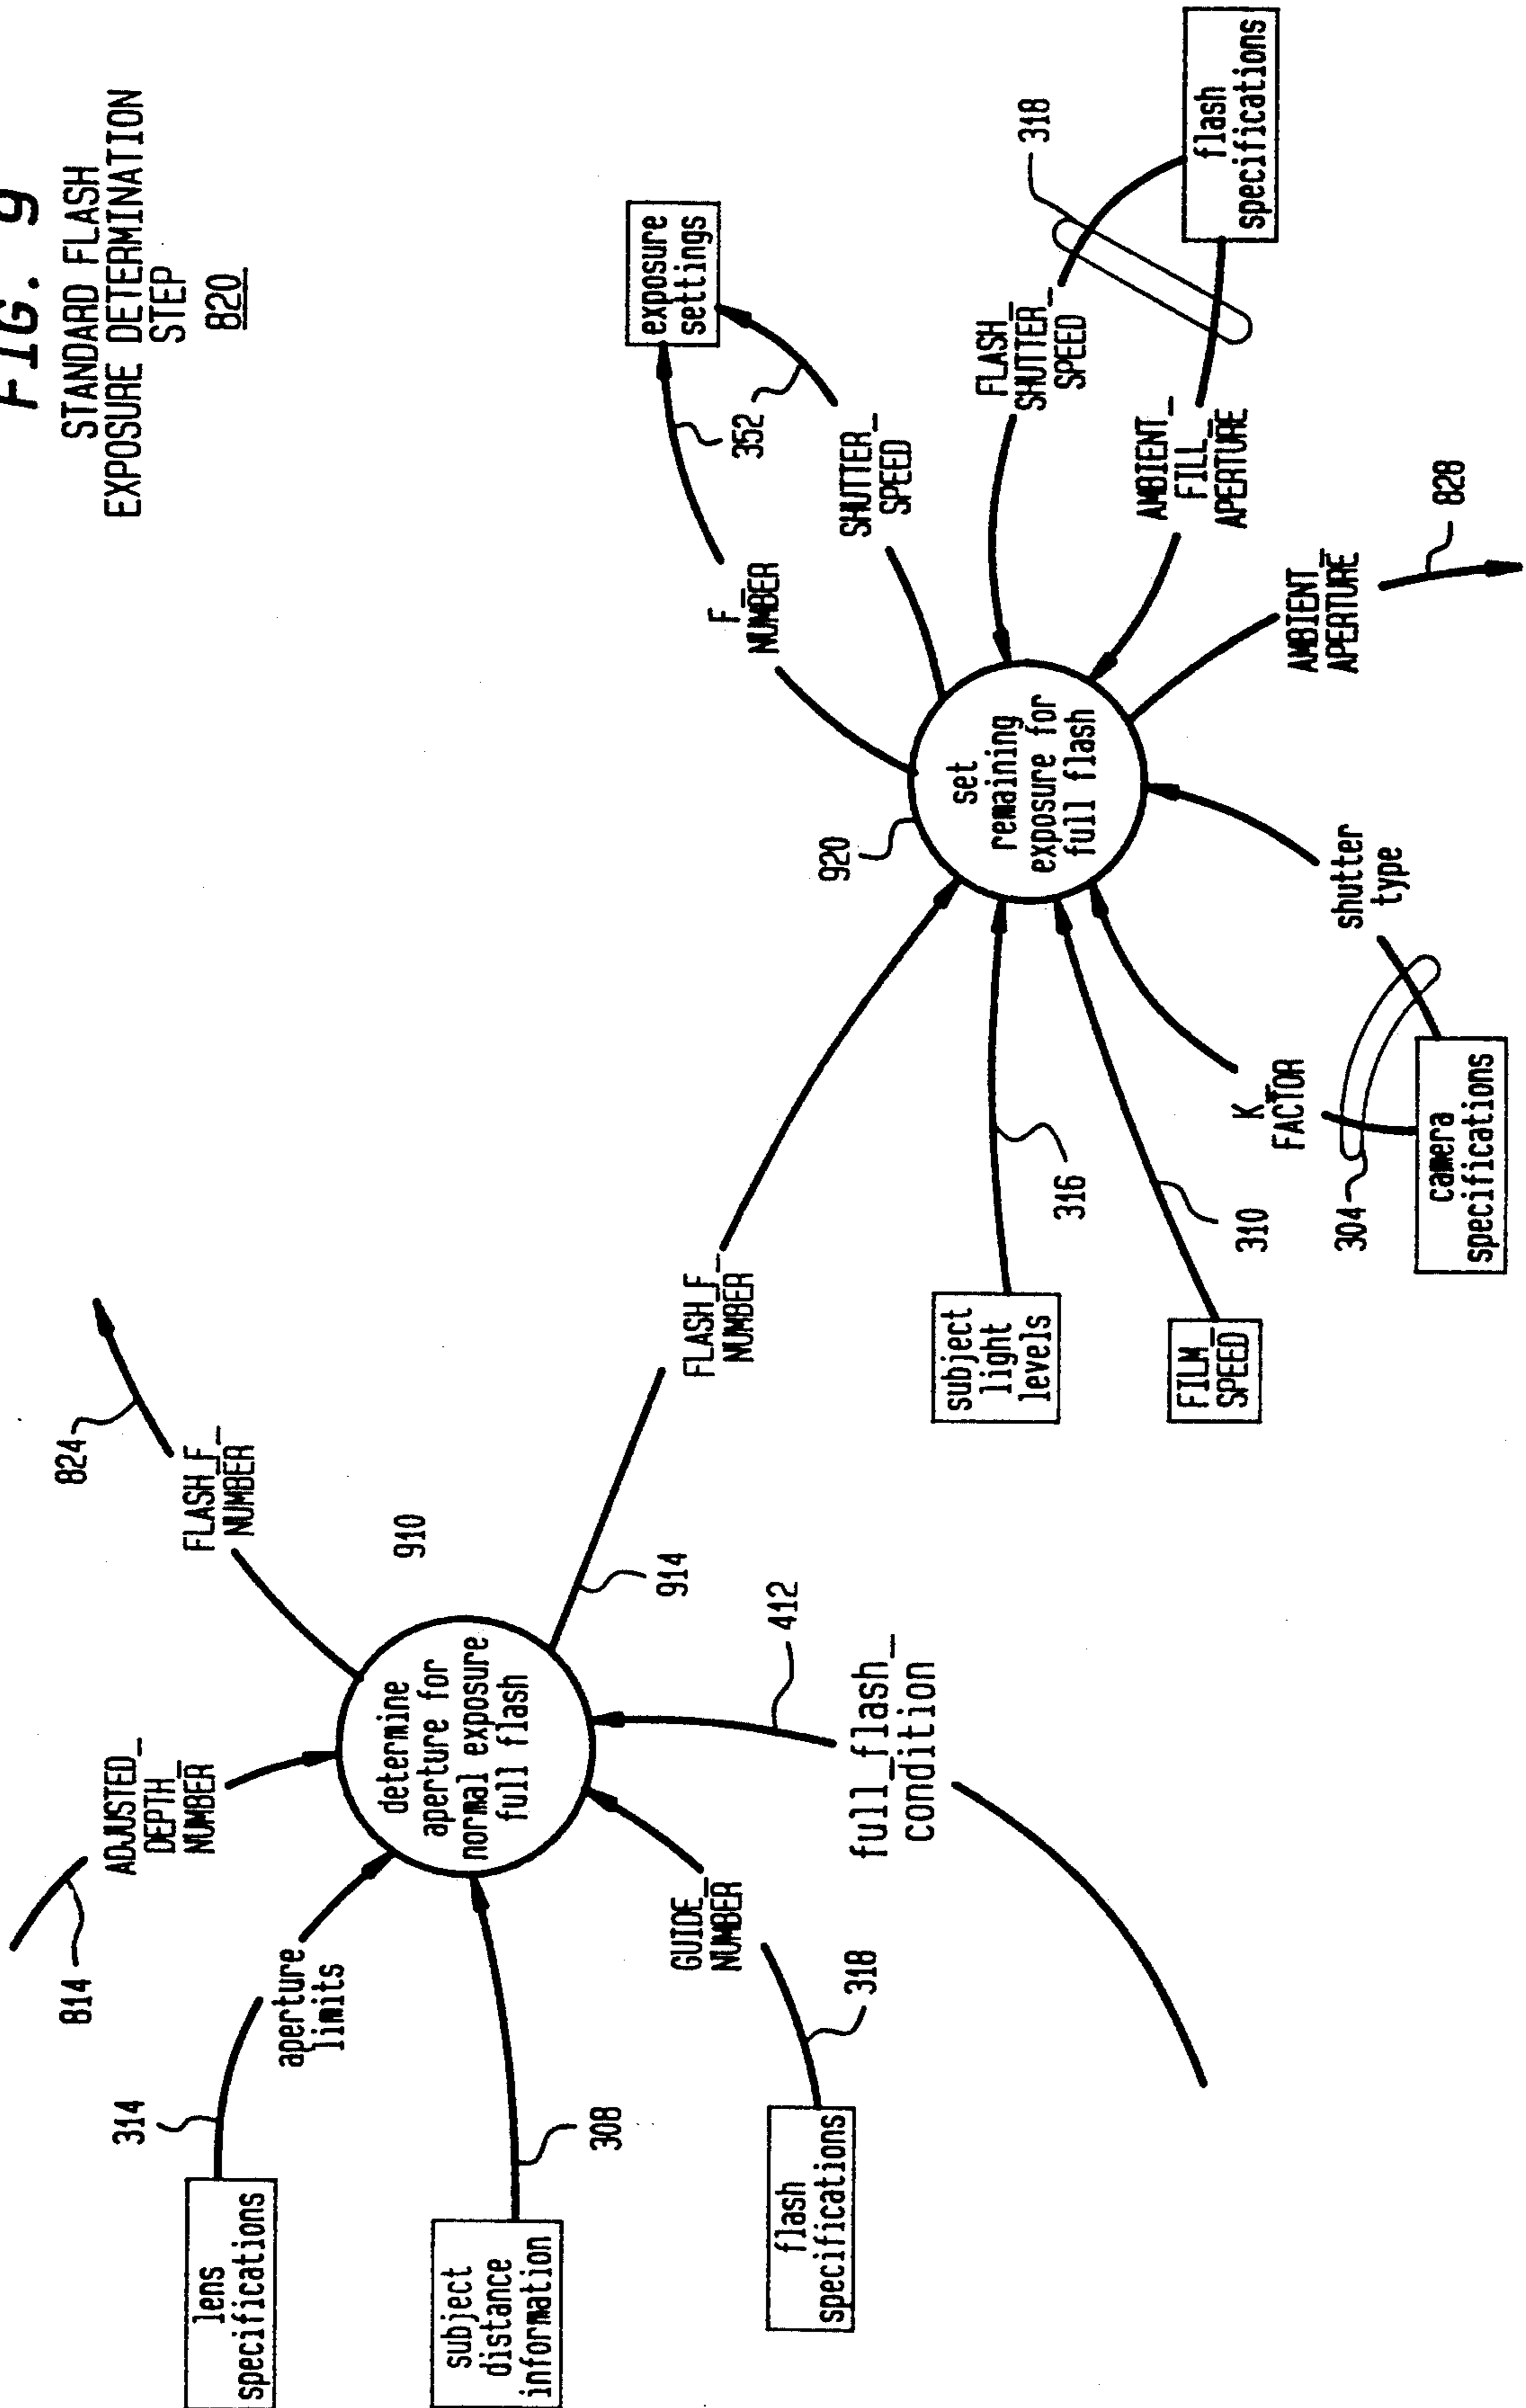 FIG. 9
STANDARD FLASH
EXPOSURE DETERMINATION
STEP
820
814
ADJUSTED_
DEPTH_
NUMBER
824
FLASH_F_
NUMBER
314
lens
specifications
aperture
limits
910
determine
aperture for
normal exposure
full flash
subject
distance
information
308
914
FLASH_F_
NUMBER
GUIDE_
NUMBER
318
flash
specifications
412
full_flash_
condition
exposure
settings
352
F_
NUMBER
SHUTTER_
SPEED
318
FLASH_
SHUTTER_
SPEED
flash
specifications
AMBIENT_
FILL_
APERTURE
920
set
remaining
exposure for
full flash
828
AMBIENT_
APERTURE
subject
light
levels
316
FILM_
SPEED
310
K_
FACTOR
shutter
type
304
camera
specifications